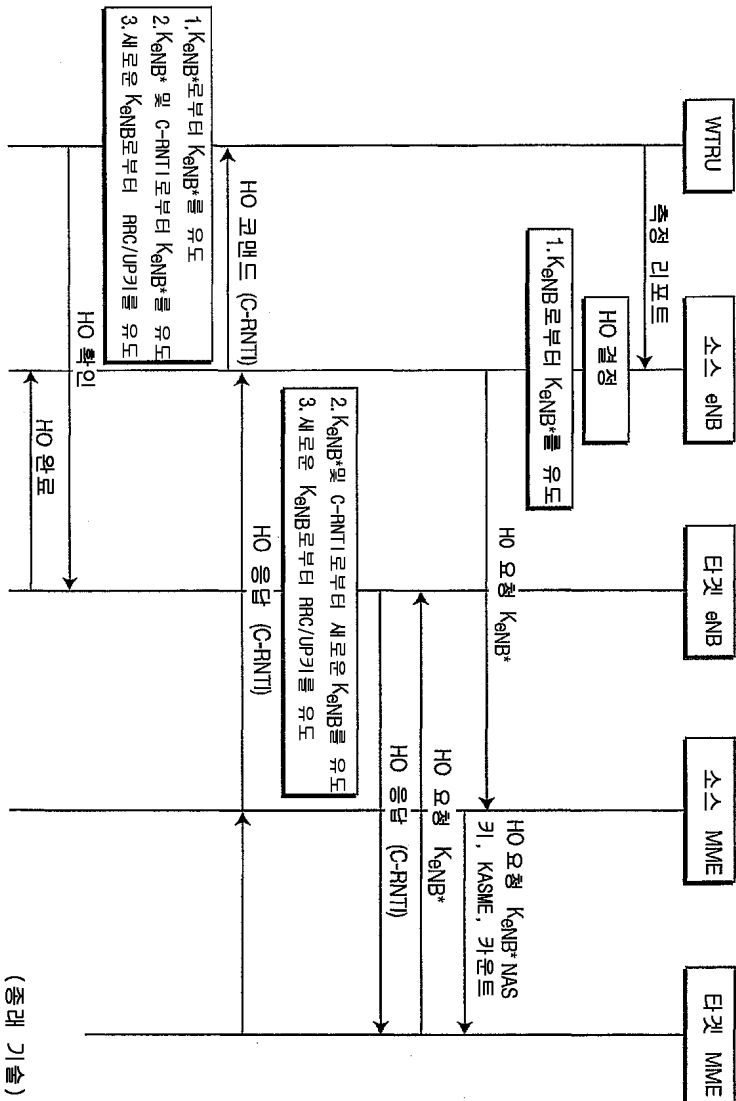 WTRU
소스 eNB
타겟 eNB
소스 MME
타겟 MME
측정 리포트
HO 결정
1.KeNB로부터 KeNB*를 유도
HO 요청 KeNB*
HO 요청 KeNB* NAS
키, KASME, 카운트
HO 요청 KeNB*
HO 응답 (C-RNTI)
2.KeNB*및 C-RNTI로부터 새로운 KeNB를 유도
3.새로운 KeNB로부터 RRC/UP키를 유도
HO 응답 (C-RNTI)
HO 코맨드 (C-RNTI)
1.KeNB*로부터 KeNB*를 유도
2.KeNB* 및 C-RNTI로부터 KeNB*를 유도
3.새로운 KeNB로부터 RRC/UP키를 유도
HO 확인
HO 완료
(종래 기술)